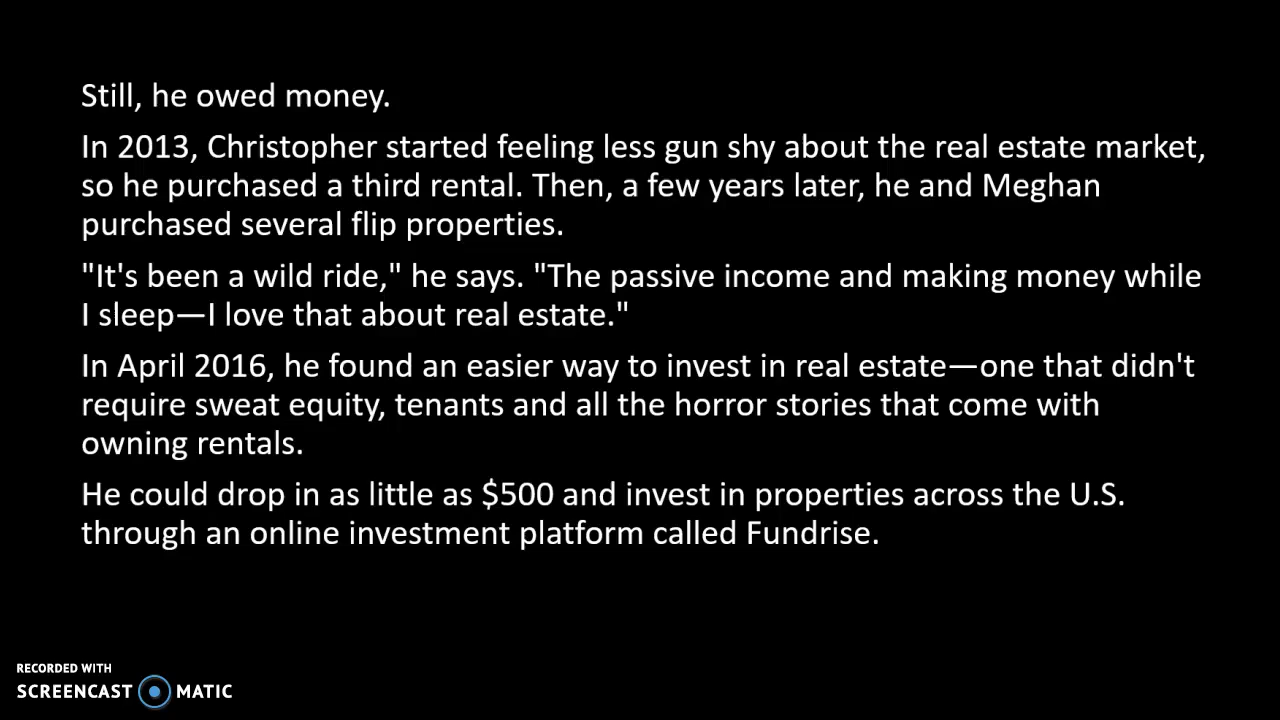 Still, he owed money.
In 2013, Christopher started feeling less gun shy about the real estate market,
so he purchased a third rental. Then, a few years later, he and Meghan
purchased several flip properties.
"It's been a wild ride," he says. "The passive income and making money while
I sleep—I love that about real estate."
In April 2016, he found an easier way to invest in real estate—one that didn't
require sweat equity, tenants and all the horror stories that come with
owning rentals.
He could drop in as little as $500 and invest in properties across the U.S.
through an online investment platform called Fundrise.
RECORDED WITH
SCREENCAST MATIC